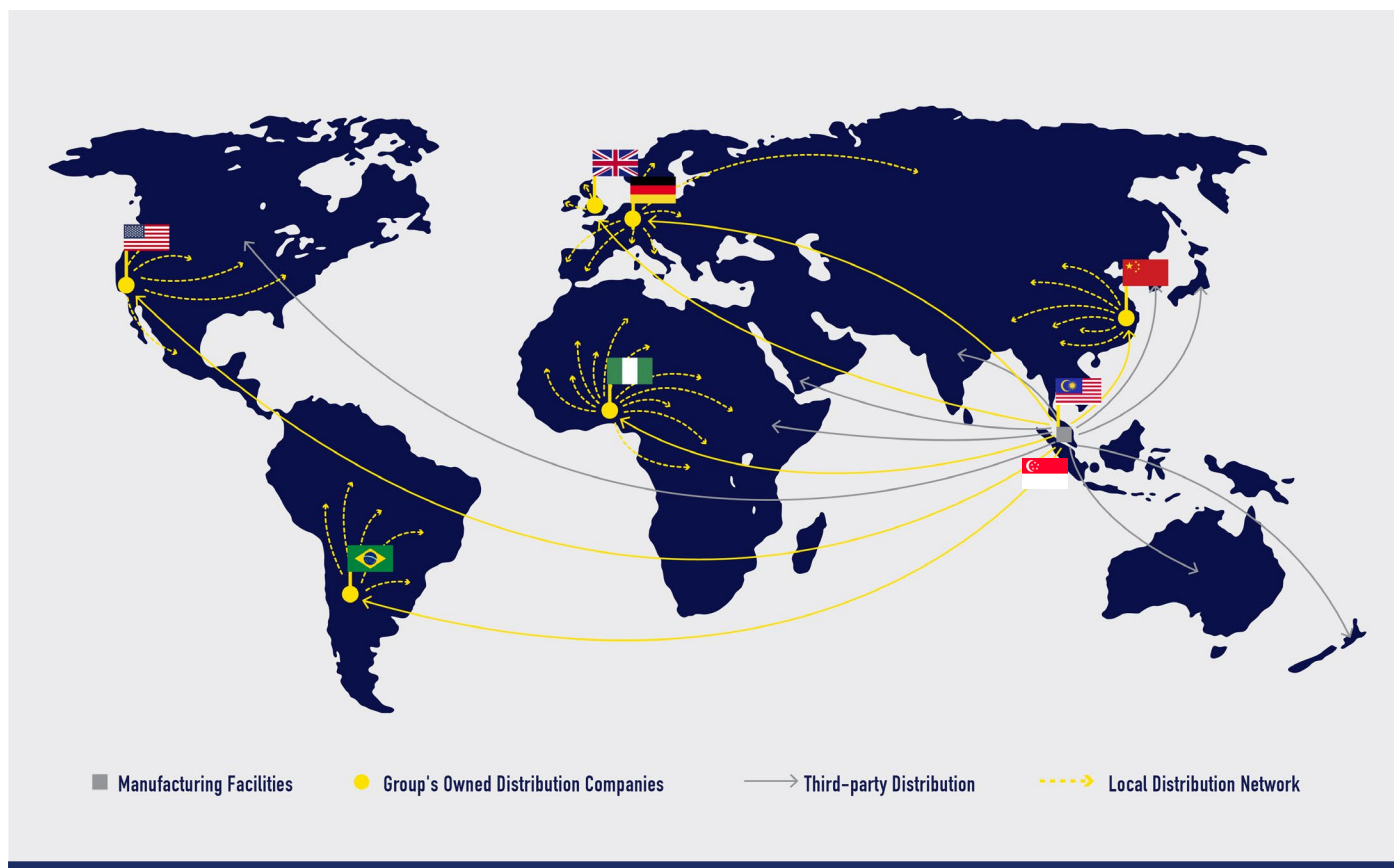 Manufacturing Facilities
Group's Owned Distribution Companies
Third-party Distribution
Local Distribution Network